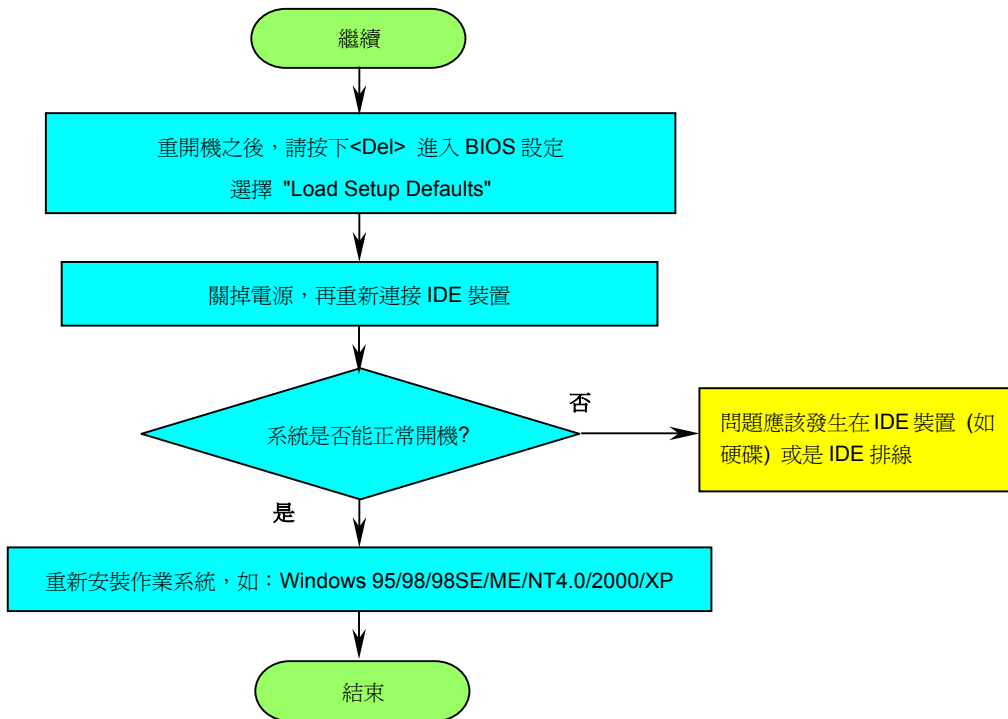 繼續
重開機之後，請按下<Del> 進入 BIOS 設定
選擇 "Load Setup Defaults"
關掉電源，再重新連接 IDE 裝置
系統是否能正常開機?
否
問題應該發生在 IDE 裝置 (如
硬碟) 或是 IDE 排線
是
重新安裝作業系統，如：Windows 95/98/98SE/ME/NT4.0/2000/XP
結束